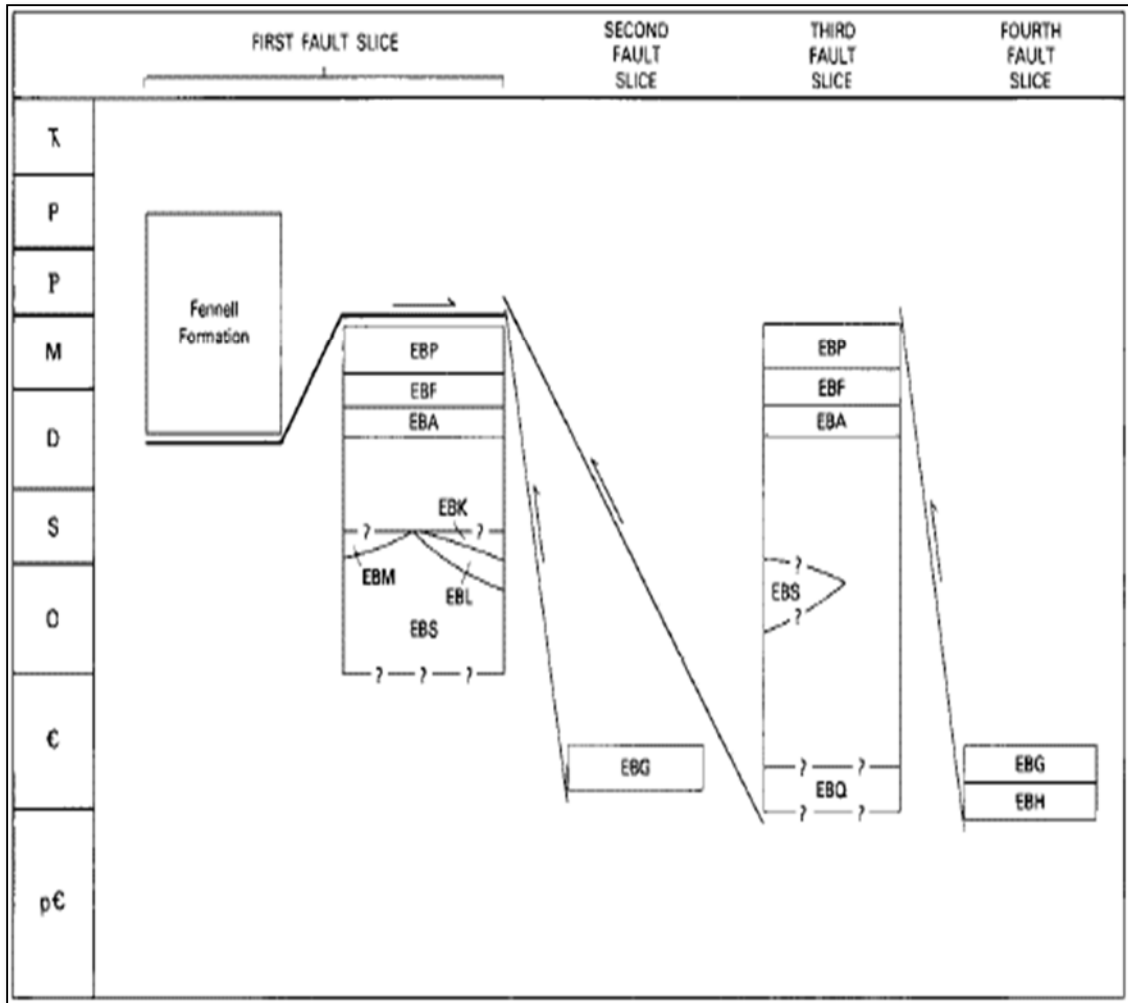 FIRST FAULT SLICE
SECOND
FAULT
SLICE
THIRD
FAULT
SLICE
FOURTH
FAULT
SLICE
Ꞃ
P
Fennell
Formation
P
M
EBP
EBP
EBF
EBF
D
EBA
EBA
S
EBK
? ?
?
EBM
EBL
EBS
O
?
EBS
? ? ?
Є
EBG
? ?
EBG
EBQ
EBH
? ?
pЄ